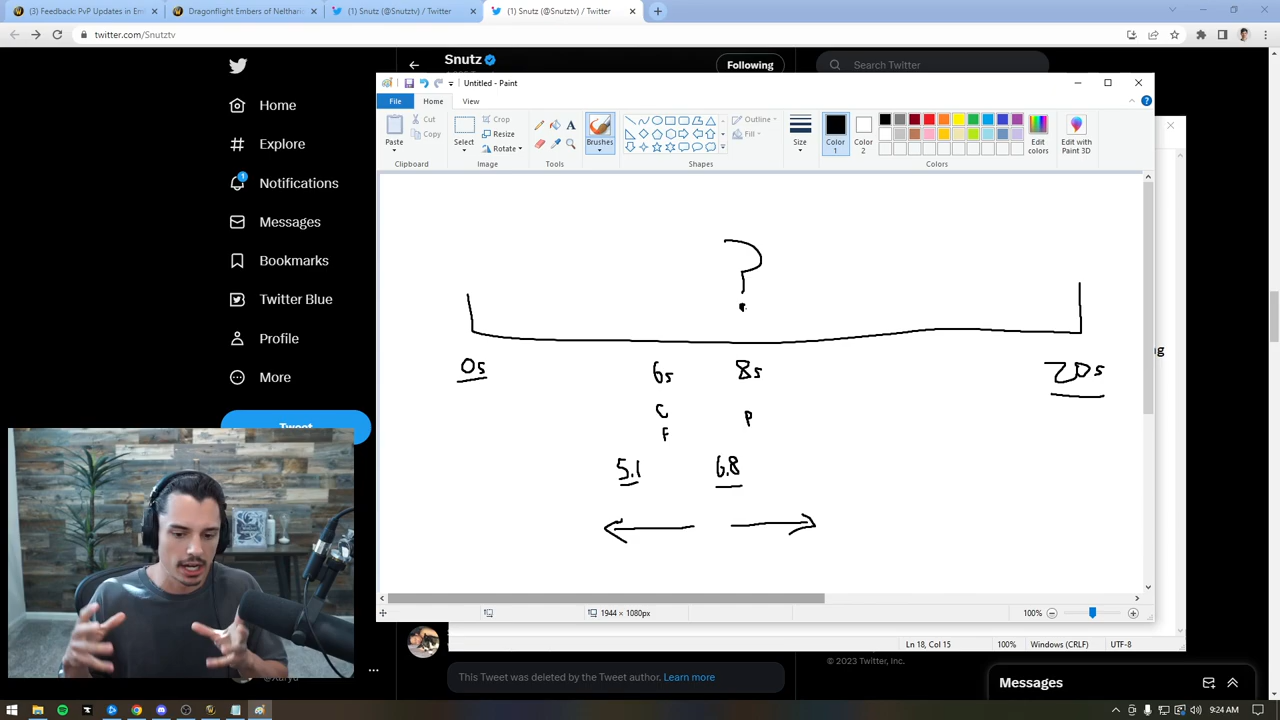 (3) Feedback: PvP Updates in Em
Dragonflight Embers of Neltharic
(1) Snutz (@Snutztv) / Twitter
(1) Snutz (@Snutztv) / Twitter
twitter.com/Snutztv
Snutz
Following
Search Twitter
Home
Explore
1
Notifications
Messages
Bookmarks
Twitter Blue
Profile
More
Tweet
Untitled - Paint
File
Home
View
Paste
Cut
Copy
Clipboard
Select
Crop
Resize
Rotate
Image
A
Tools
Brushes
Shapes
Outline
Fill
Size
Color
1
Color
2
Edit
colors
Colors
Edit with
Paint 3D
?
0s
6s
8s
20s
C
P
F
5.1
6.8
1944 × 1080px
100%
ng
Ln 18, Col 15
100%
Windows (CRLF)
UTF-8
© 2023 Twitter, Inc.
This Tweet was deleted by the Tweet author. Learn more
Messages
9:24 AM